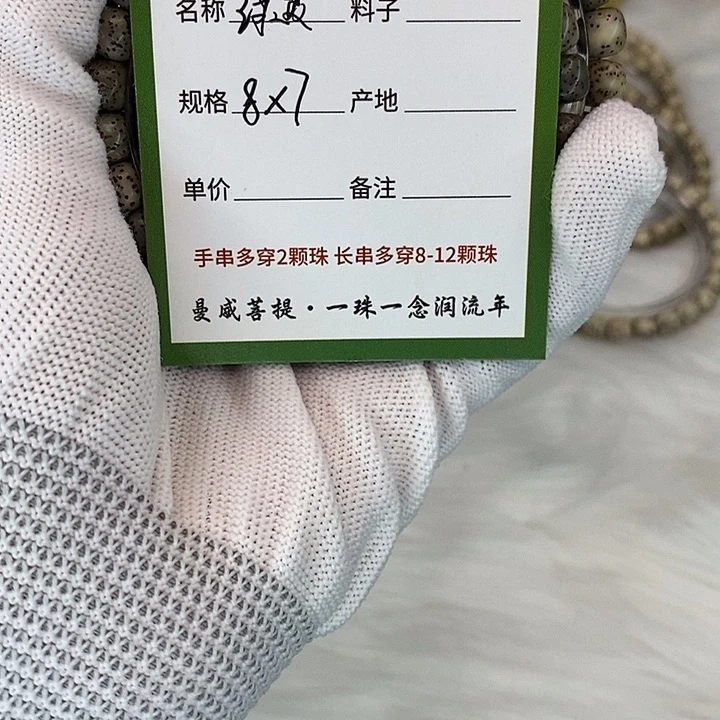 名称 料子
规格 8×7 产地
单价 备注
手串多穿2颗珠 长串多穿8-12颗珠
曼威菩提·一珠一念润流年